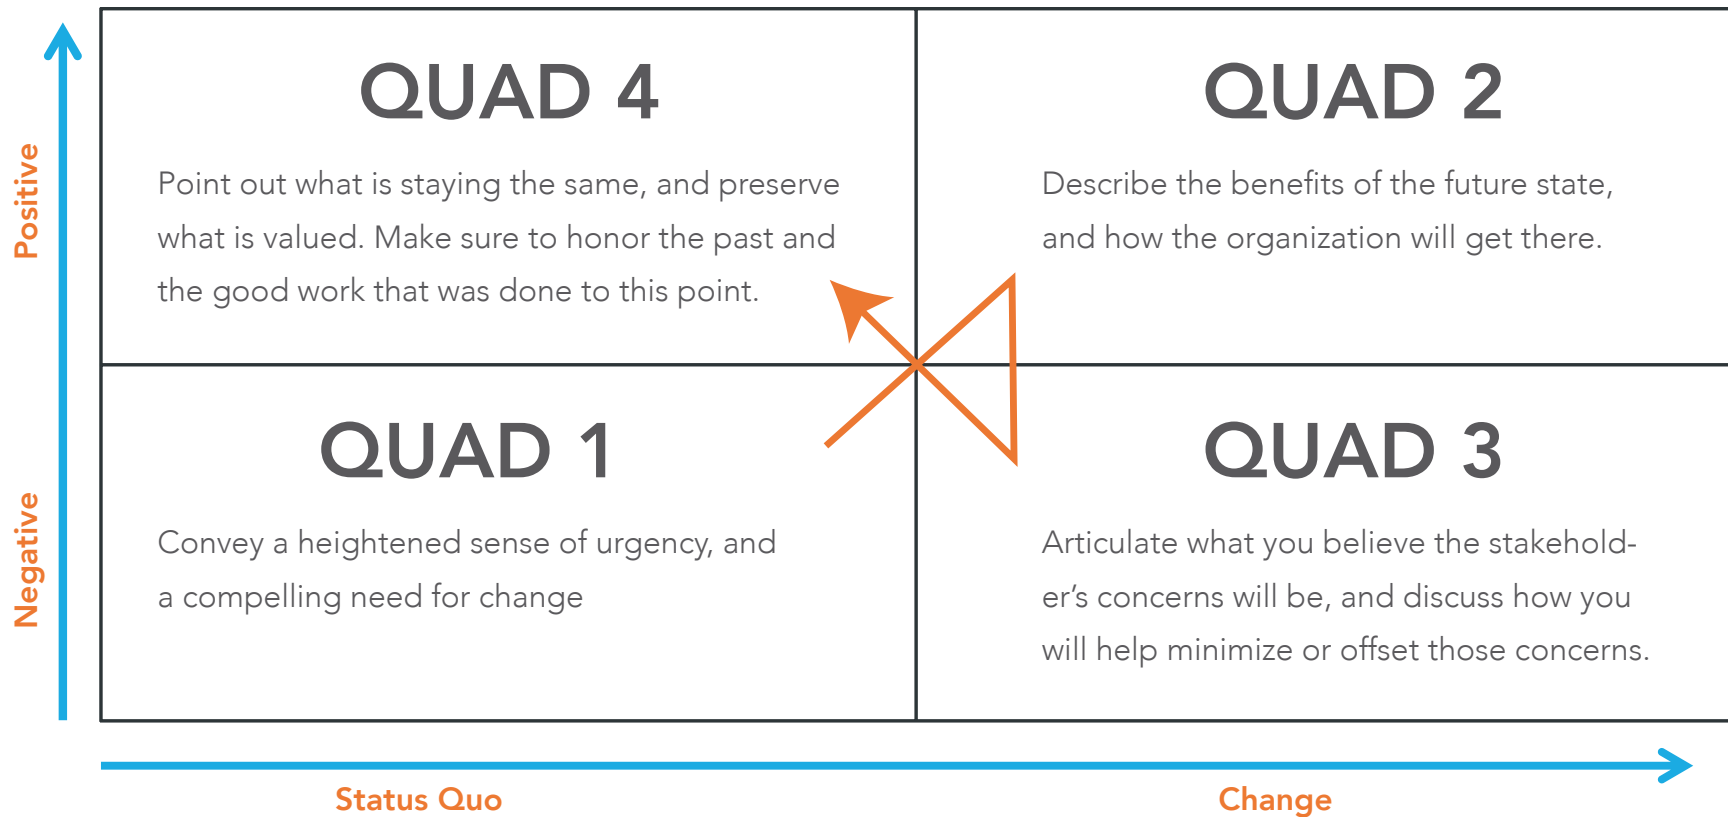 QUAD 4
Point out what is staying the same, and preserve
what is valued. Make sure to honor the past and
the good work that was done to this point.
QUAD 2
Describe the benefits of the future state,
and how the organization will get there.
Positive
QUAD 1
Convey a heightened sense of urgency, and
a compelling need for change
QUAD 3
Articulate what you believe the stakehold-
er’s concerns will be, and discuss how you
will help minimize or offset those concerns.
Negative
Status Quo
Change